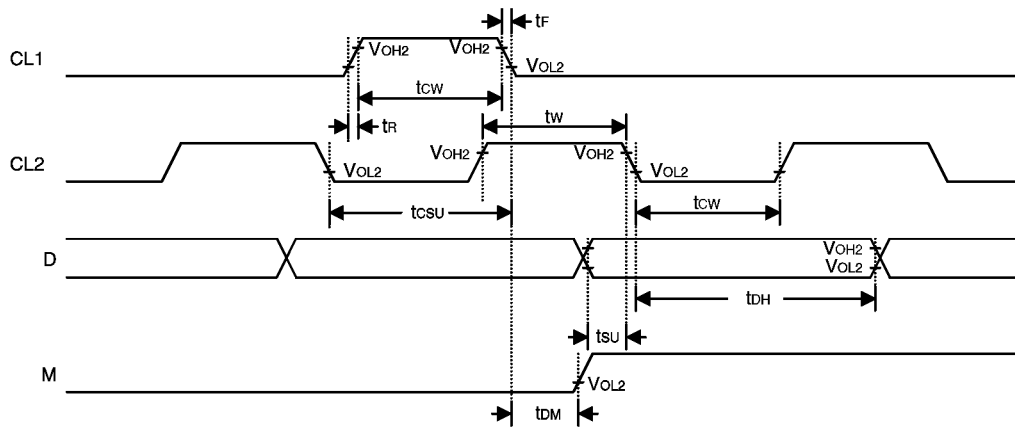 tF
CL1
VOH2
VOH2
VOL2
tCW
tR
tW
CL2
VOL2
VOH2
VOH2
VOL2
tCSU
tCW
D
VOH2
VOL2
tDH
tSU
M
VOL2
tDM